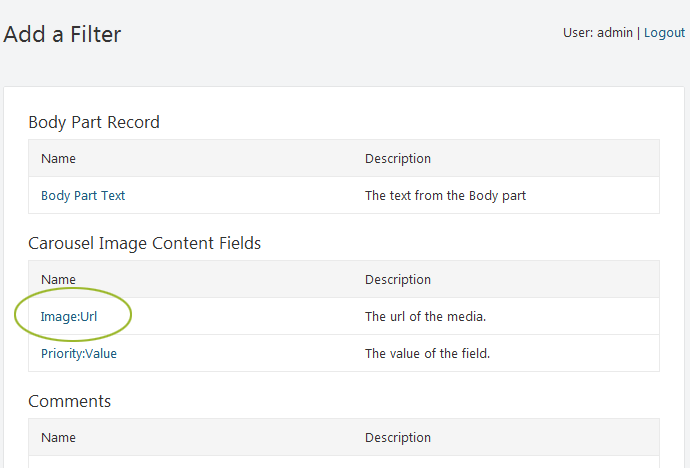 Add a Filter
User: admin | Logout
Body Part Record
Name Description
Body Part Text The text from the Body part
Carousel Image Content Fields
Name Description
Image:Url The url of the media.
Priority:Value The value of the field.
Comments
Name Description